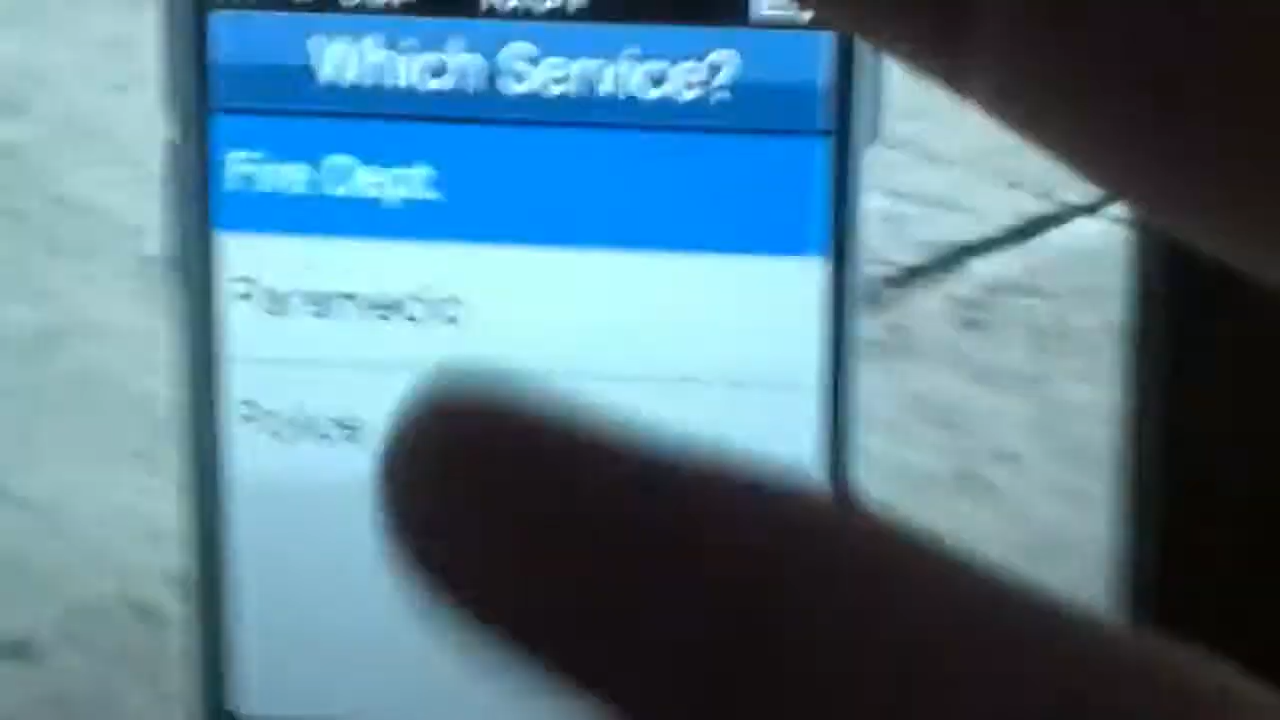 Which Service?
Fire Dept.
Paramedic
Police